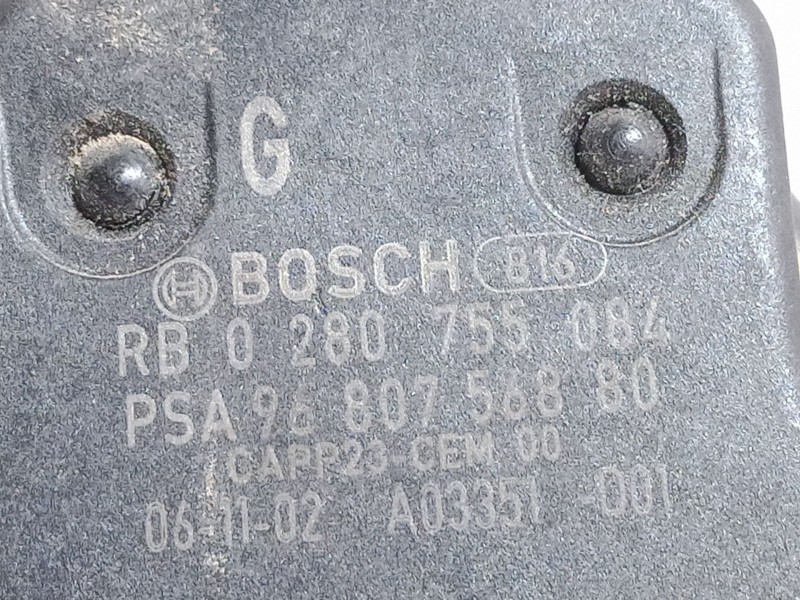 G
BOSCH B16
RB 0 280 755 084
PSA 96 807 568 80
CAPP23-CEM 00
06-11-02 A03351 -001